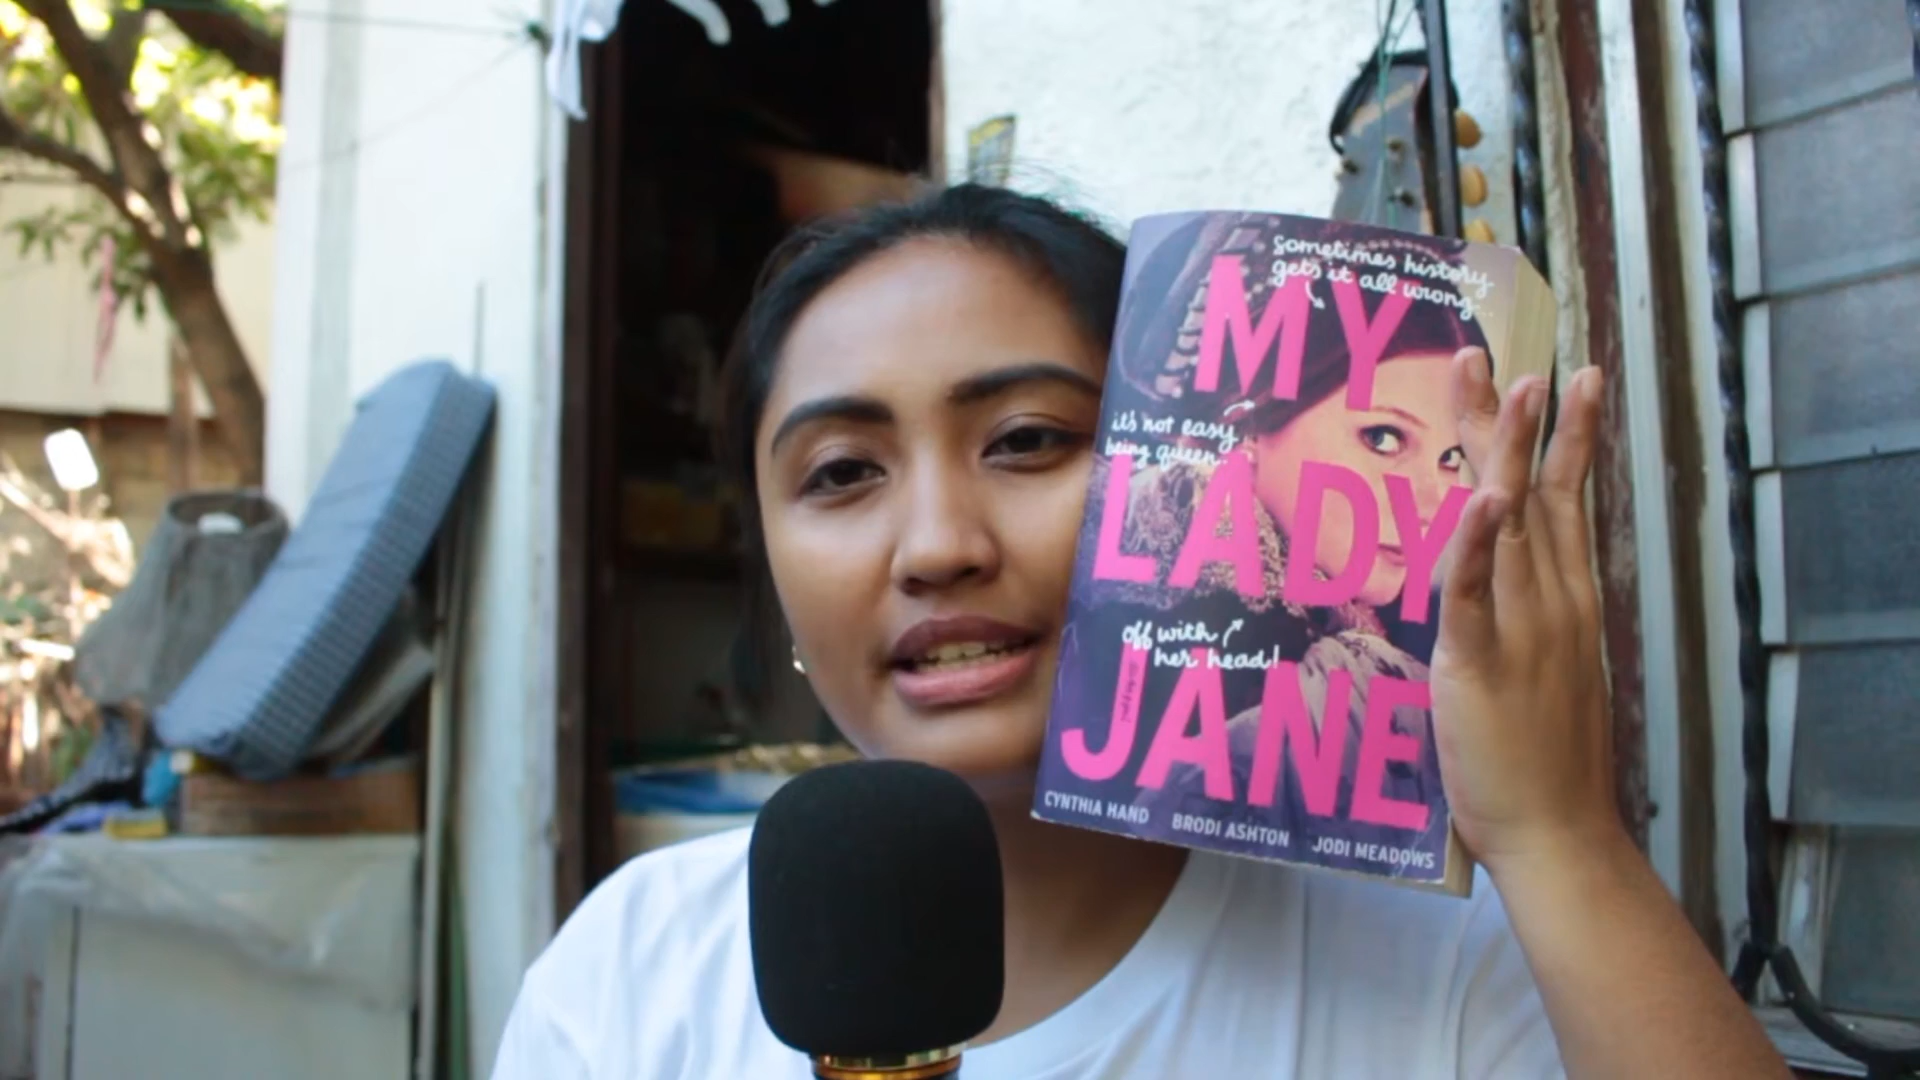 sometimes history
gets it all wrong...
MY
it's not easy
being queen...
LADY
off with
her head!
JANE
CYNTHIA HAND BRODI ASHTON JODI MEADOWS